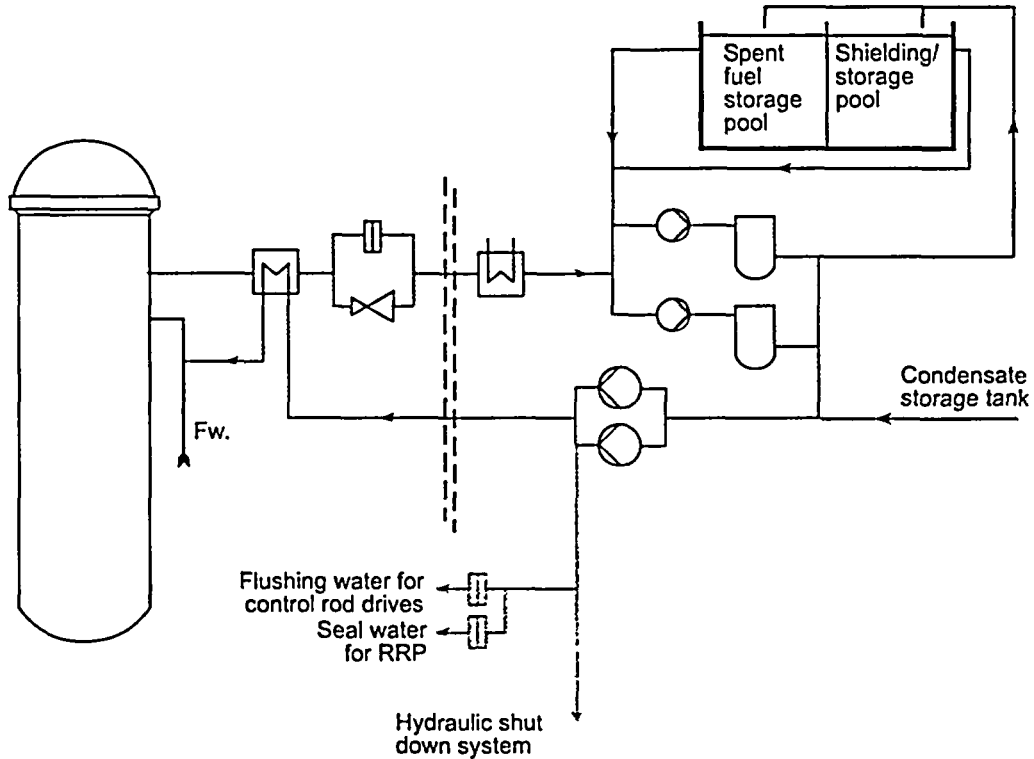 Spent
fuel
storage
pool
Shielding/
storage
pool
Condensate
storage tank
Fw.
Flushing water for
control rod drives
Seal water
for RRP
Hydraulic shut
down system